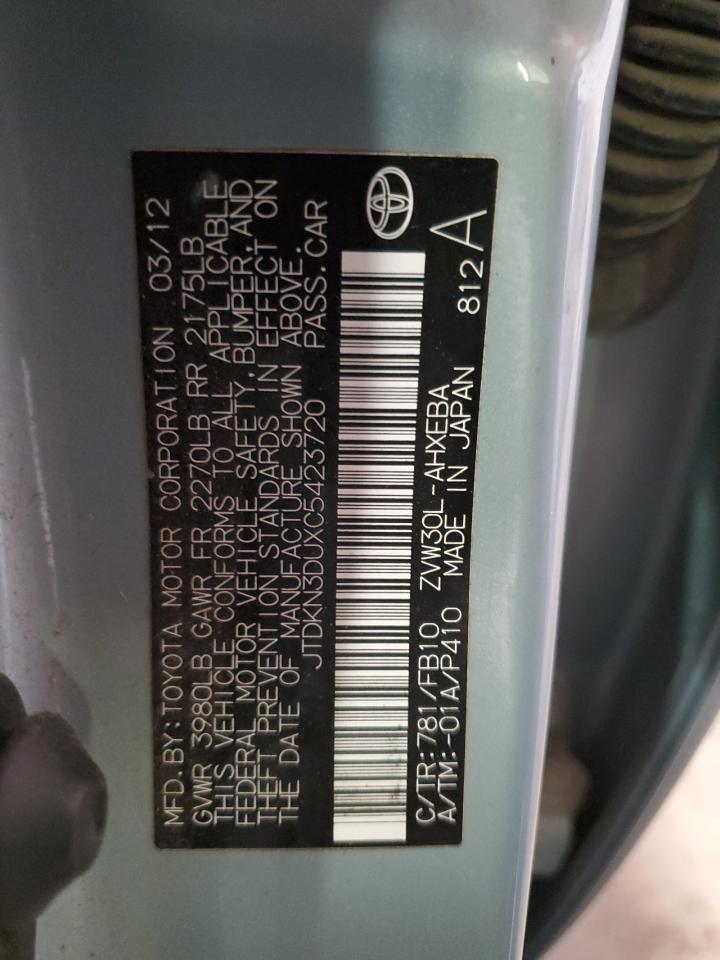 MFD.BY:TOYOTA MOTOR CORPORATION 03/12
GVWR 3980LB GAWR FR 2270LB RR 2175LB
THIS VEHICLE CONFORMS TO ALL APPLICABLE
FEDERAL MOTOR VEHICLE SAFETY,BUMPER,AND
THEFT PREVENTION STANDARDS IN EFFECT ON
THE DATE OF MANUFACTURE SHOWN ABOVE.
JTDKN3DUXC5423720 PASS.CAR
C/TR:781/FB10 ZVW30L-AHXEBA 812 A
A/TM:-01A/P410 MADE IN JAPAN